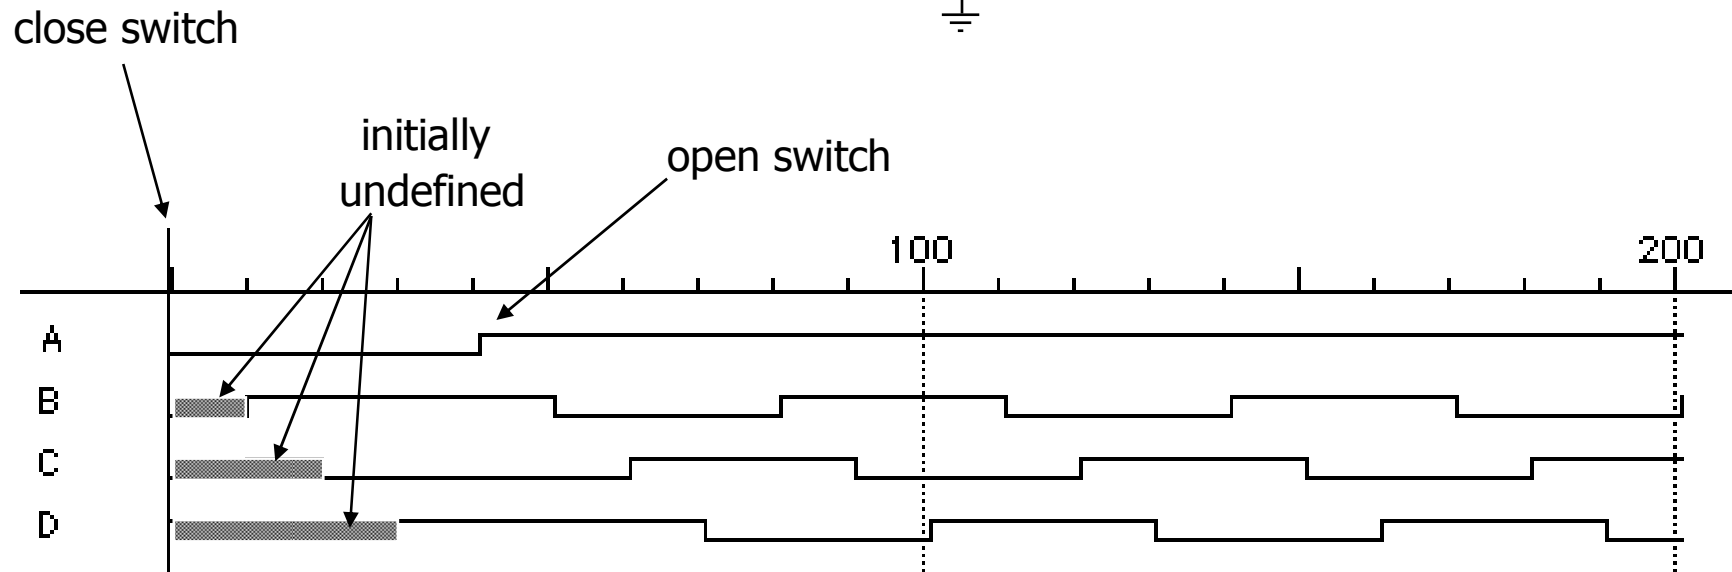 close switch
initially
undefined
open switch
100
200
A
B
C
D